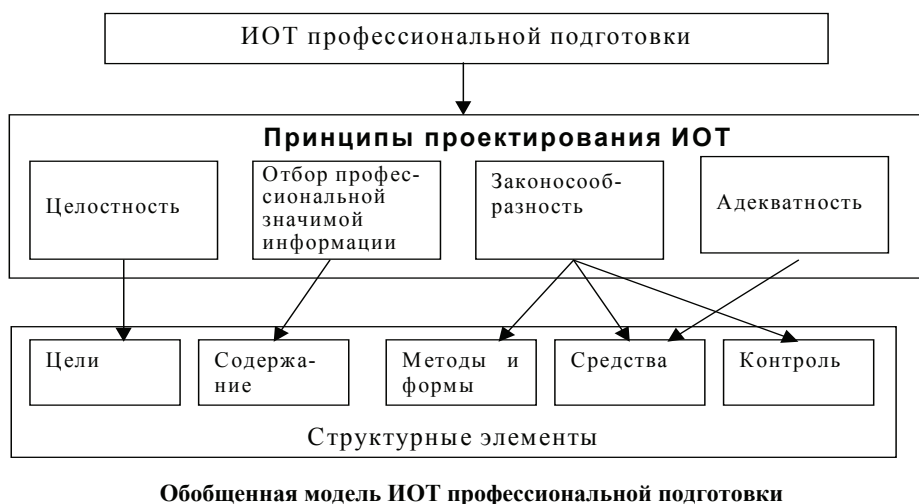 ИОТ профессиональной подготовки
Принципы проектирования ИОТ
Целостность
Отбор профес-
сиональной
значимой
информации
Законосооб-
разность
Адекватность
Цели
Содержа-
ние
Методы и
формы
Средства
Контроль
Структурные элементы
Обобщенная модель ИОТ профессиональной подготовки